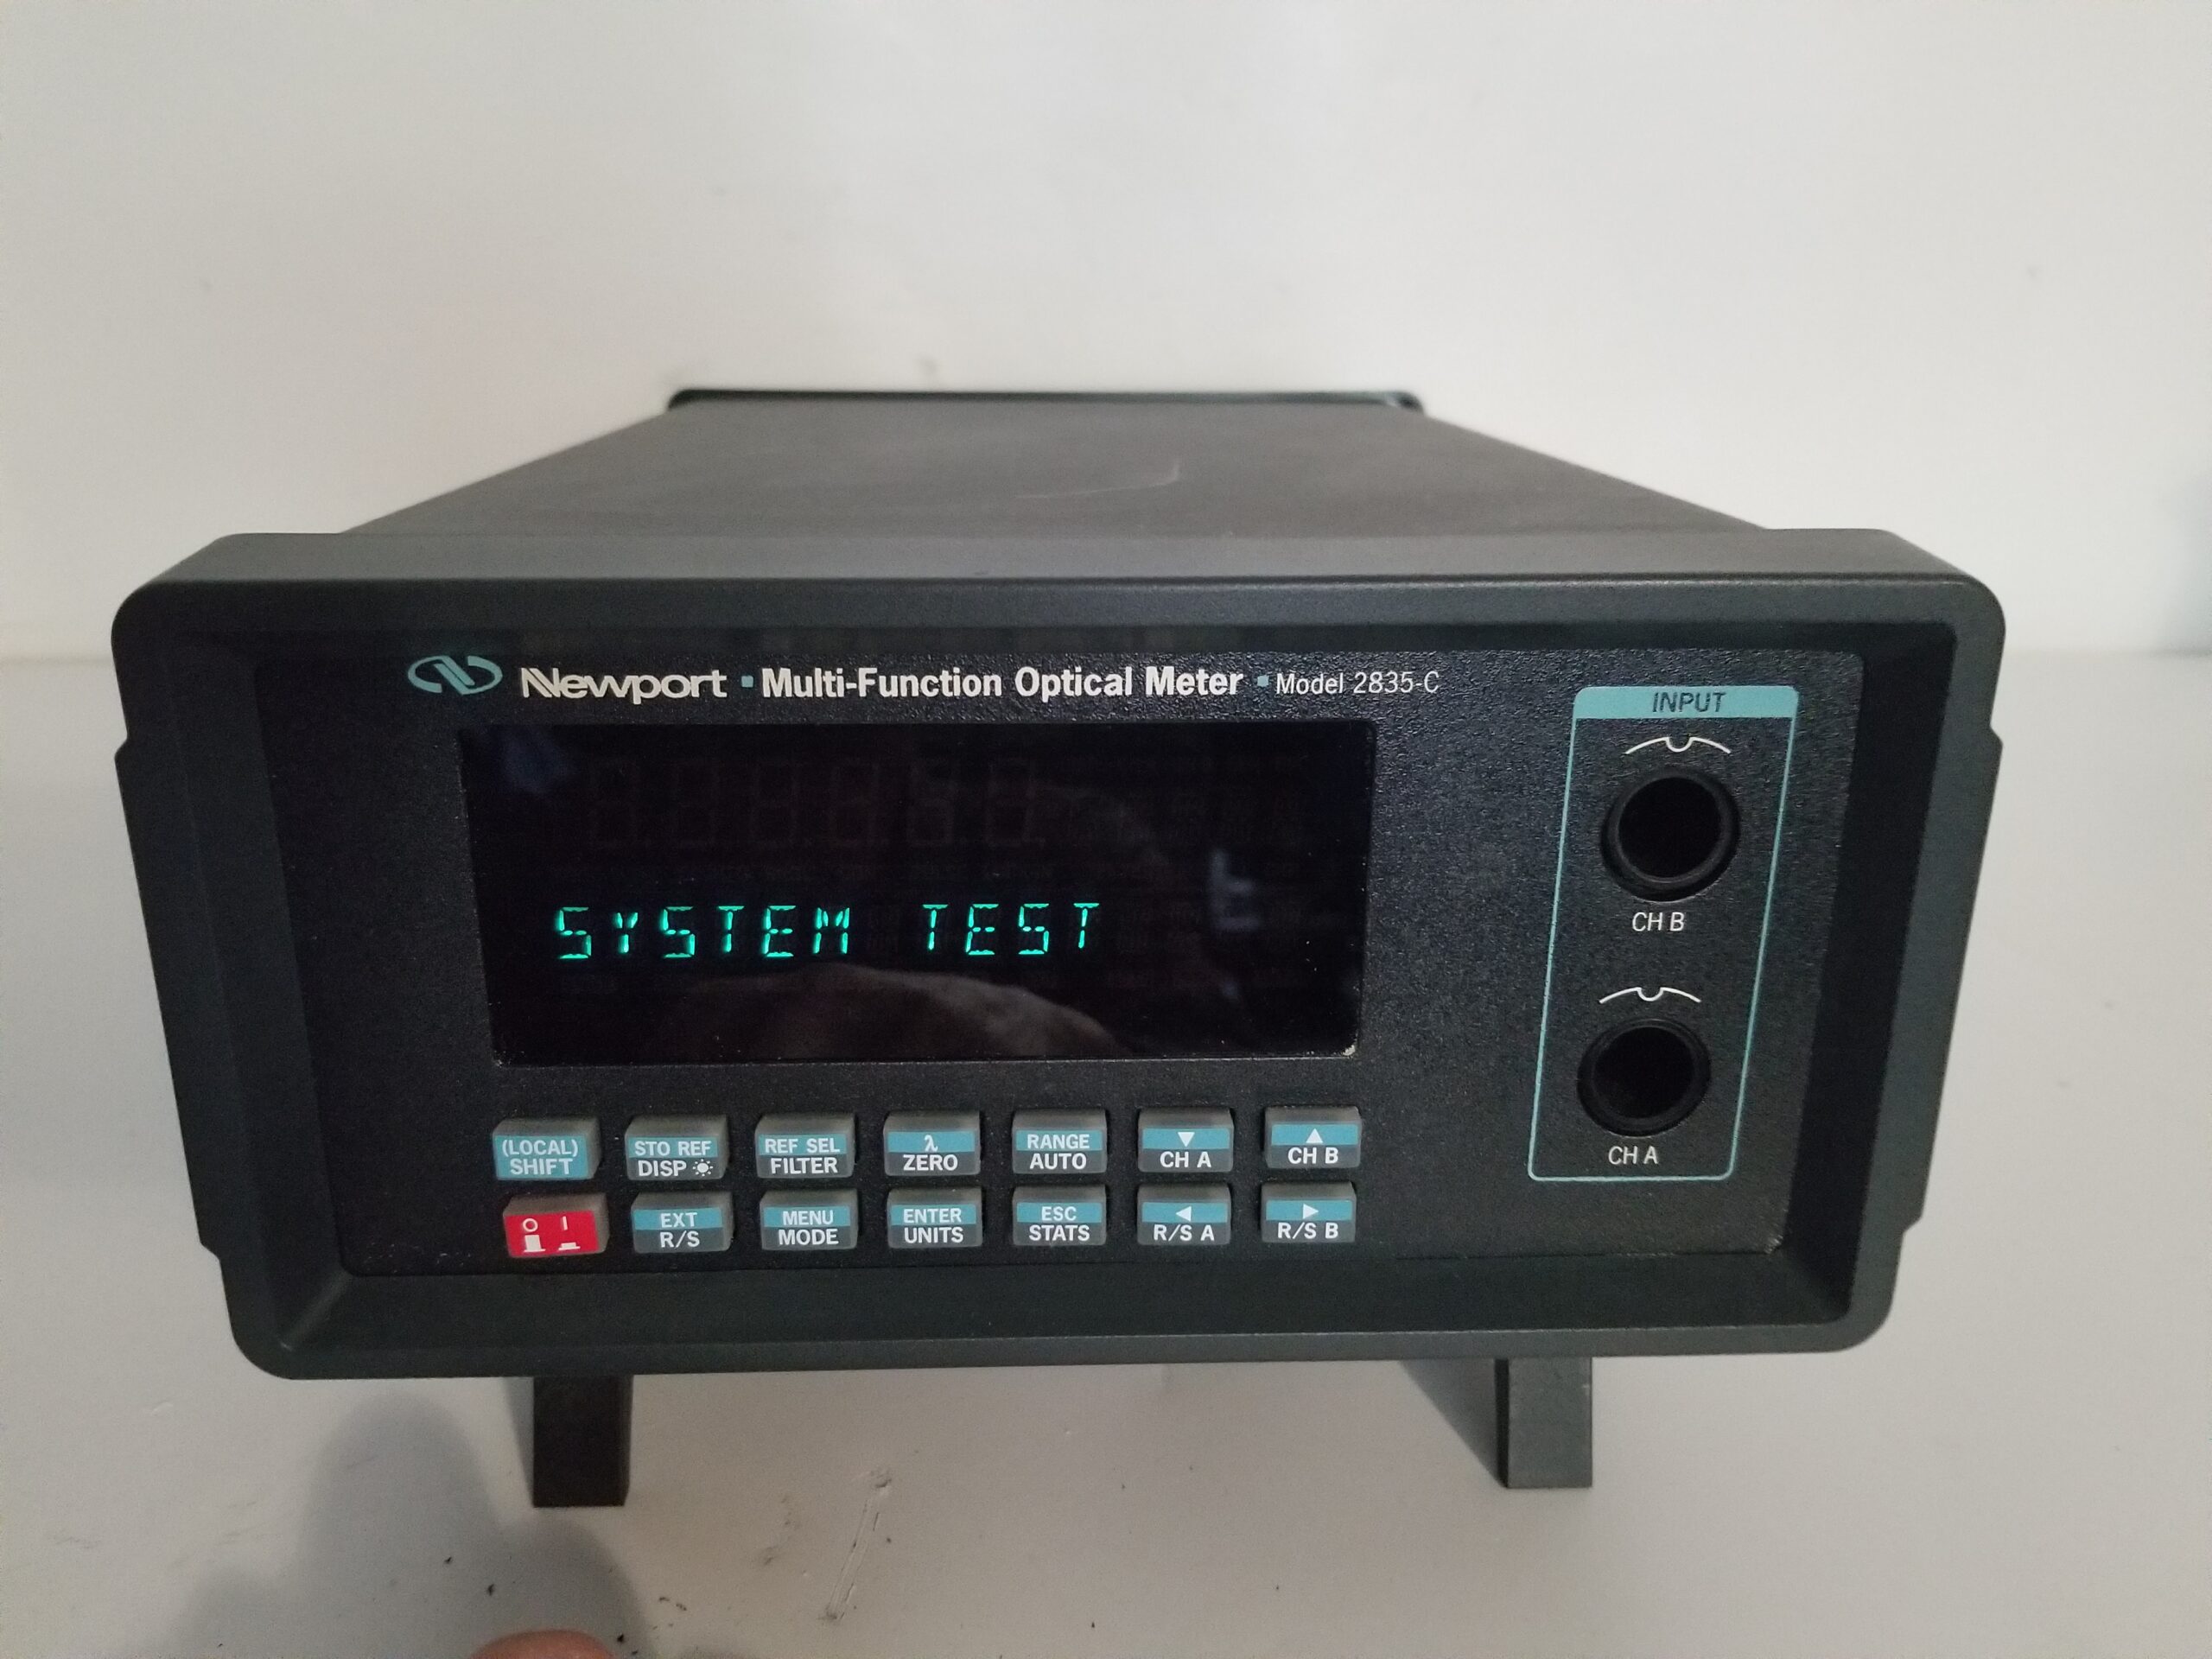 Newport ▪ Multi-Function Optical Meter ▪ Model 2835-C
INPUT
CH B
SYSTEM TEST
CH A
(LOCAL)
SHIFT
STO REF
DISP
REF SEL
FILTER
λ
ZERO
RANGE
AUTO
▼
CH A
▲
CH B
O I
EXT
R/S
MENU
MODE
ENTER
UNITS
ESC
STATS
◀
R/S A
▶
R/S B